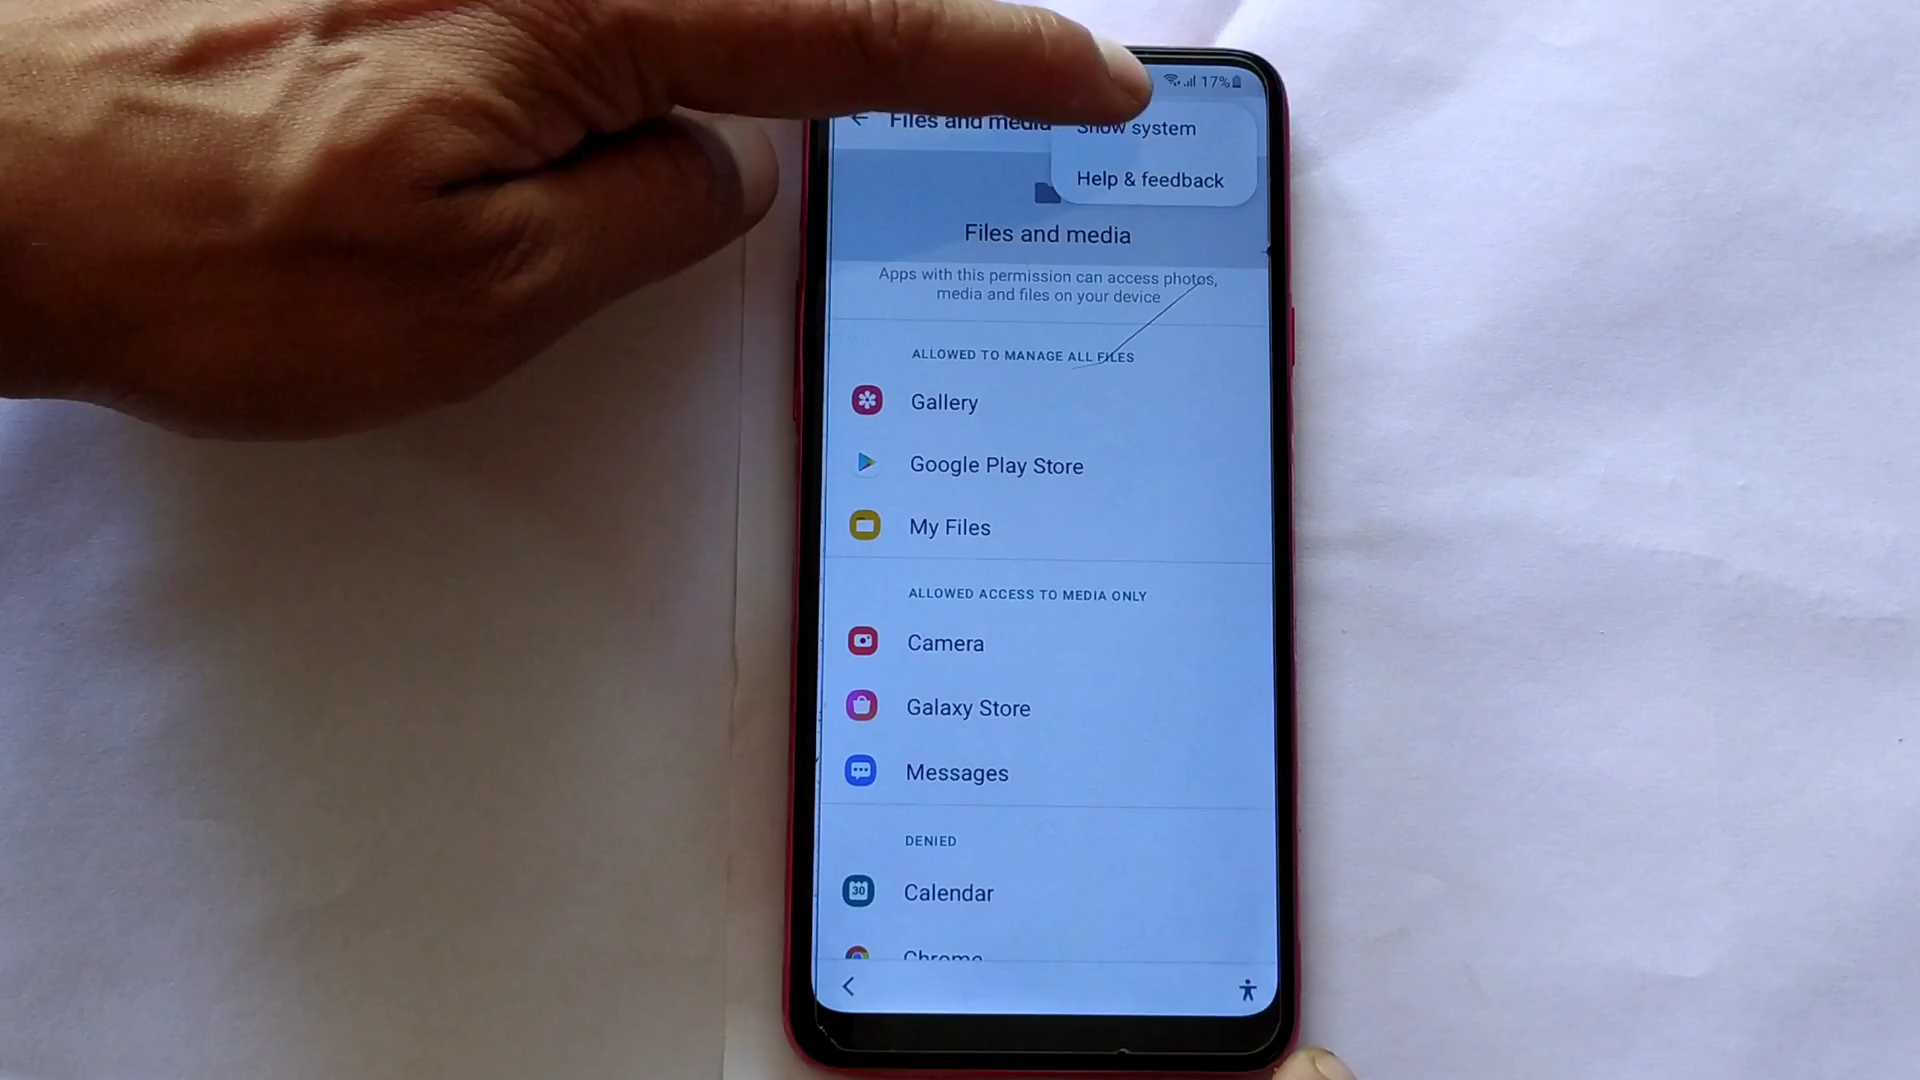 17%
Files and media
Show system
Help & feedback
Files and media
Apps with this permission can access photos,
media and files on your device
ALLOWED TO MANAGE ALL FILES
Gallery
Google Play Store
My Files
ALLOWED ACCESS TO MEDIA ONLY
Camera
Galaxy Store
Messages
DENIED
30
Calendar
Chrome